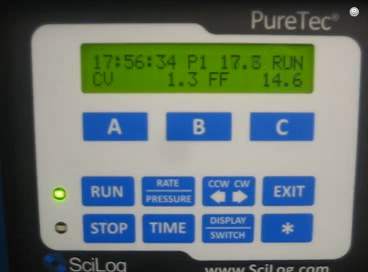 PureTec®
17:56:34 P1 17.8 RUN
CV 1.3 FF 14.6
A B C
RUN RATE PRESSURE CCW CW EXIT
STOP TIME DISPLAY SWITCH *
SciLog
www.SciLog.com